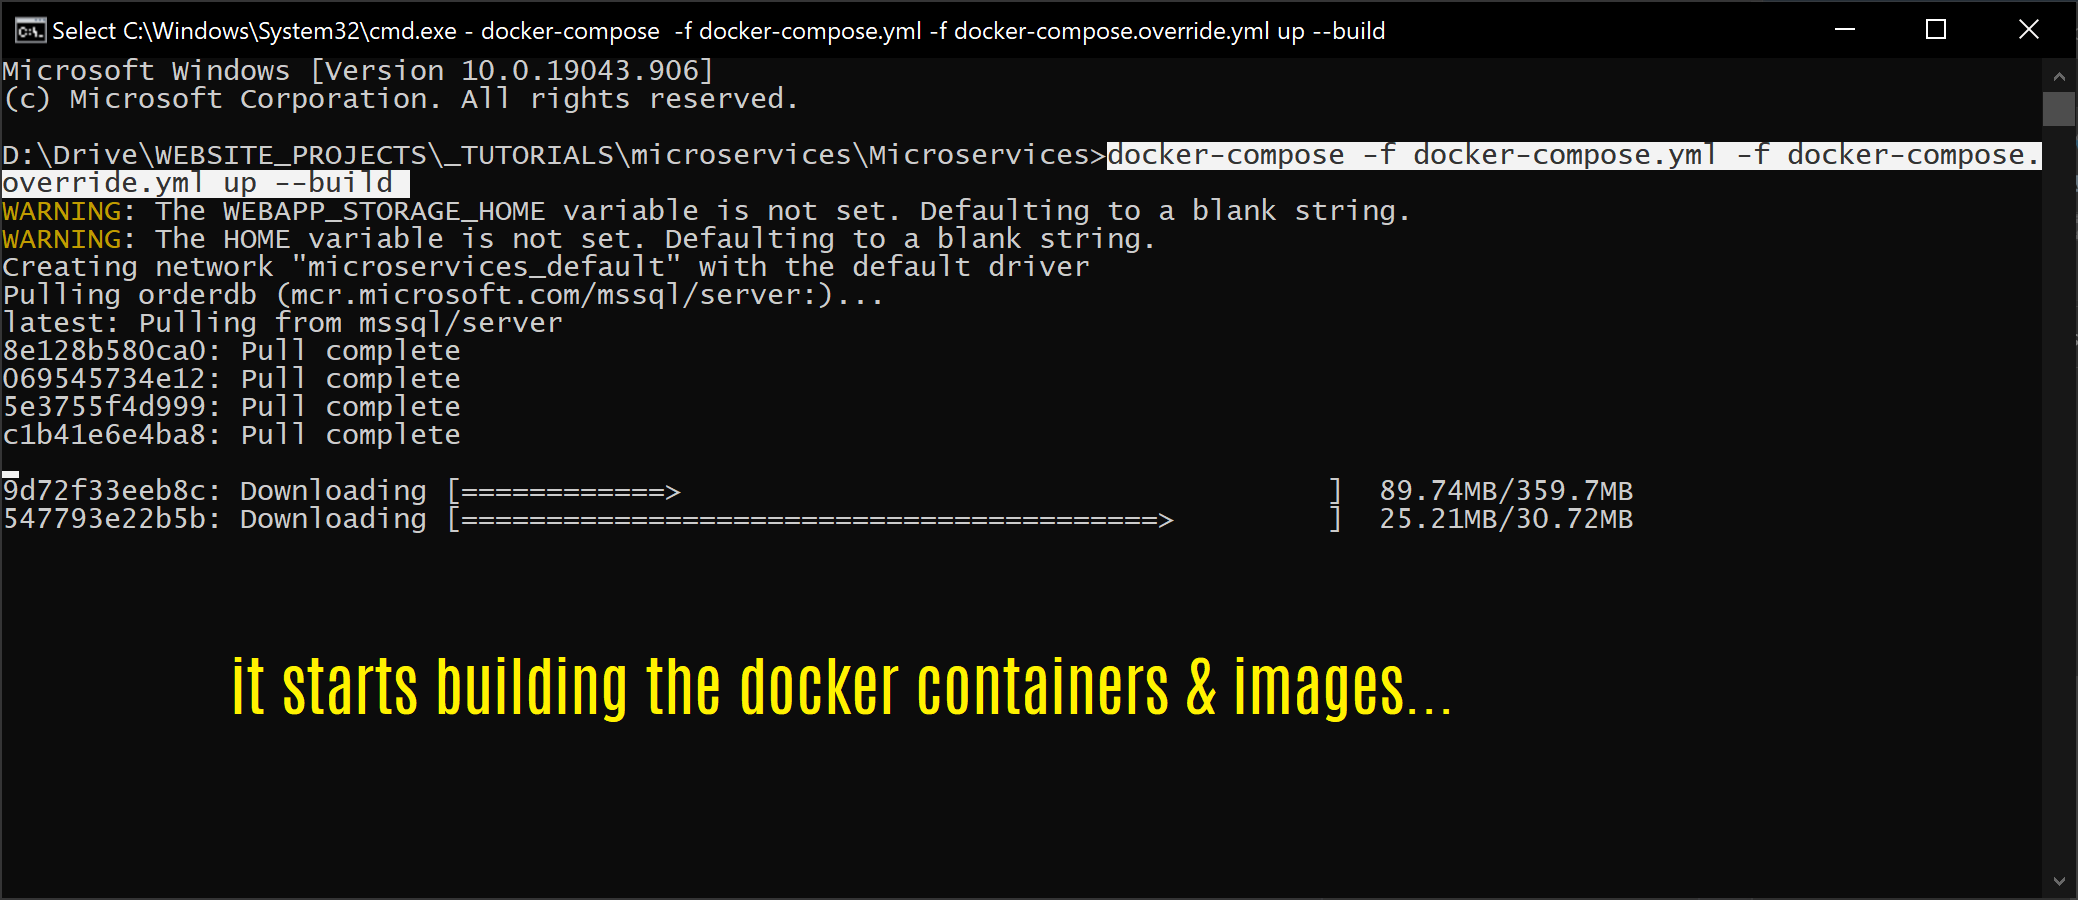 Select C:\Windows\System32\cmd.exe - docker-compose  -f docker-compose.yml -f docker-compose.override.yml up --build
Microsoft Windows [Version 10.0.19043.906]
(c) Microsoft Corporation. All rights reserved.
D:\Drive\WEBSITE_PROJECTS\_TUTORIALS\microservices\Microservices>docker-compose -f docker-compose.yml -f docker-compose.
override.yml up --build
WARNING: The WEBAPP_STORAGE_HOME variable is not set. Defaulting to a blank string.
WARNING: The HOME variable is not set. Defaulting to a blank string.
Creating network "microservices_default" with the default driver
Pulling orderdb (mcr.microsoft.com/mssql/server:)...
latest: Pulling from mssql/server
8e128b580ca0: Pull complete
069545734e12: Pull complete
5e3755f4d999: Pull complete
c1b41e6e4ba8: Pull complete
9d72f33eeb8c: Downloading [============>                                      ]  89.74MB/359.7MB
547793e22b5b: Downloading [=========================================>         ]  25.21MB/30.72MB
it starts building the docker containers & images...